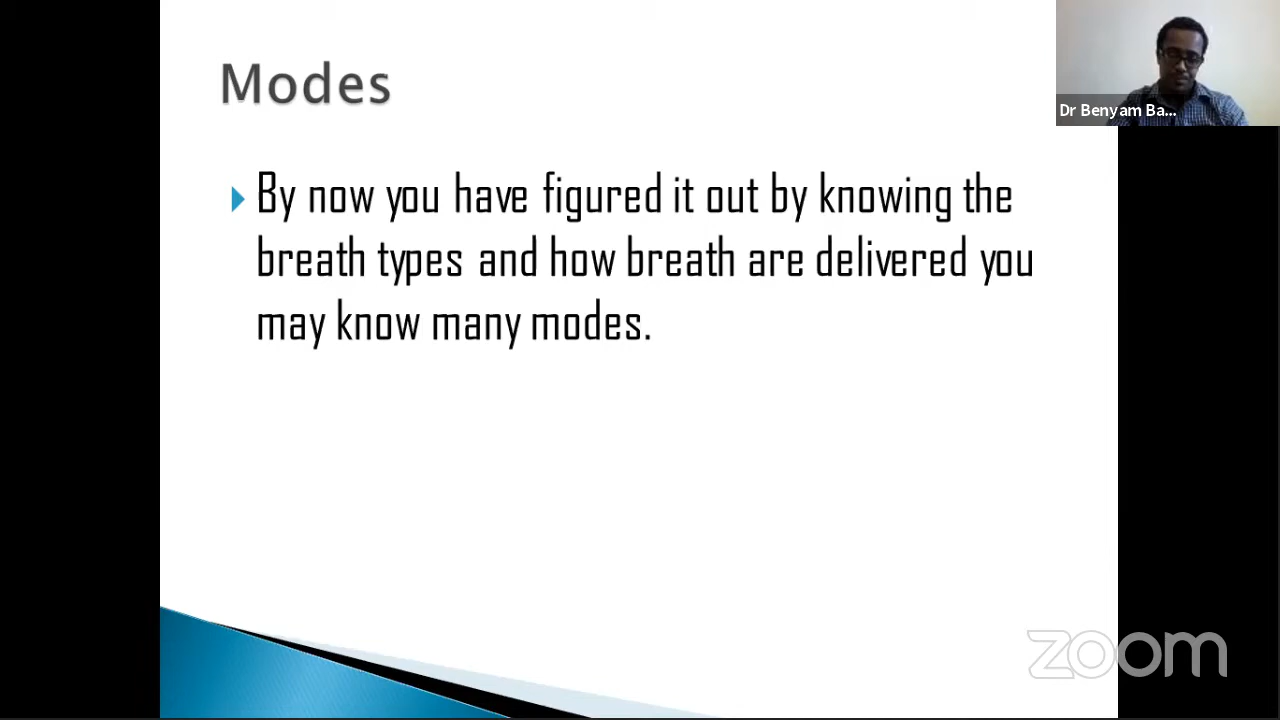 Modes
Dr Benyam Ba...
By now you have figured it out by knowing the
breath types and how breath are delivered you
may know many modes.
zoom